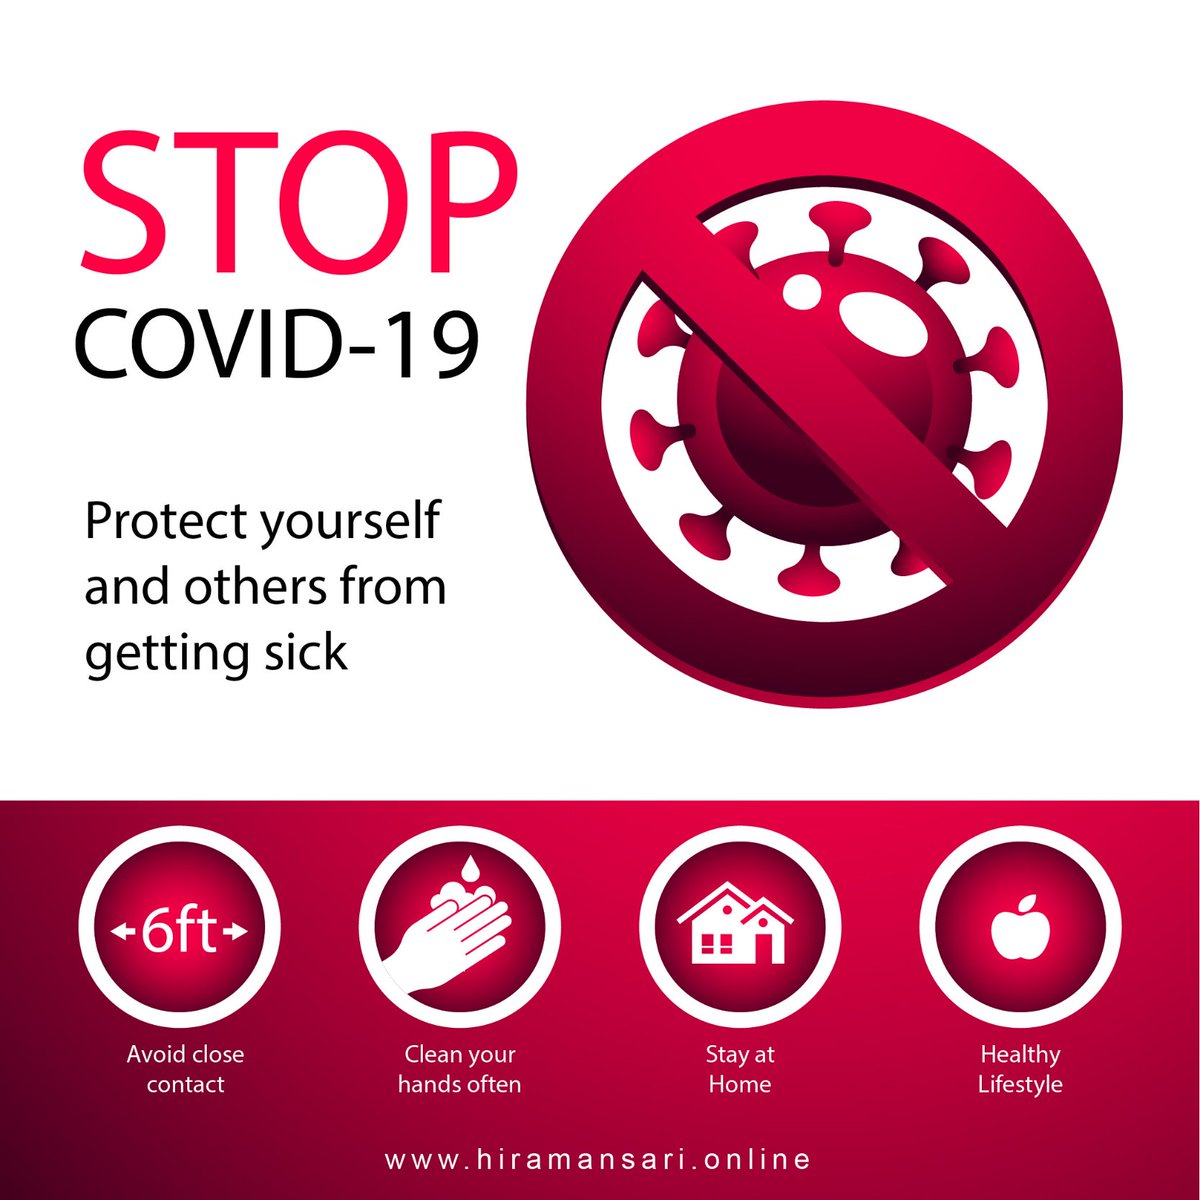 STOP
COVID-19
Protect yourself
and others from
getting sick
6ft
Avoid close
contact
Clean your
hands often
Stay at
Home
Healthy
Lifestyle
www.hiramansari.online